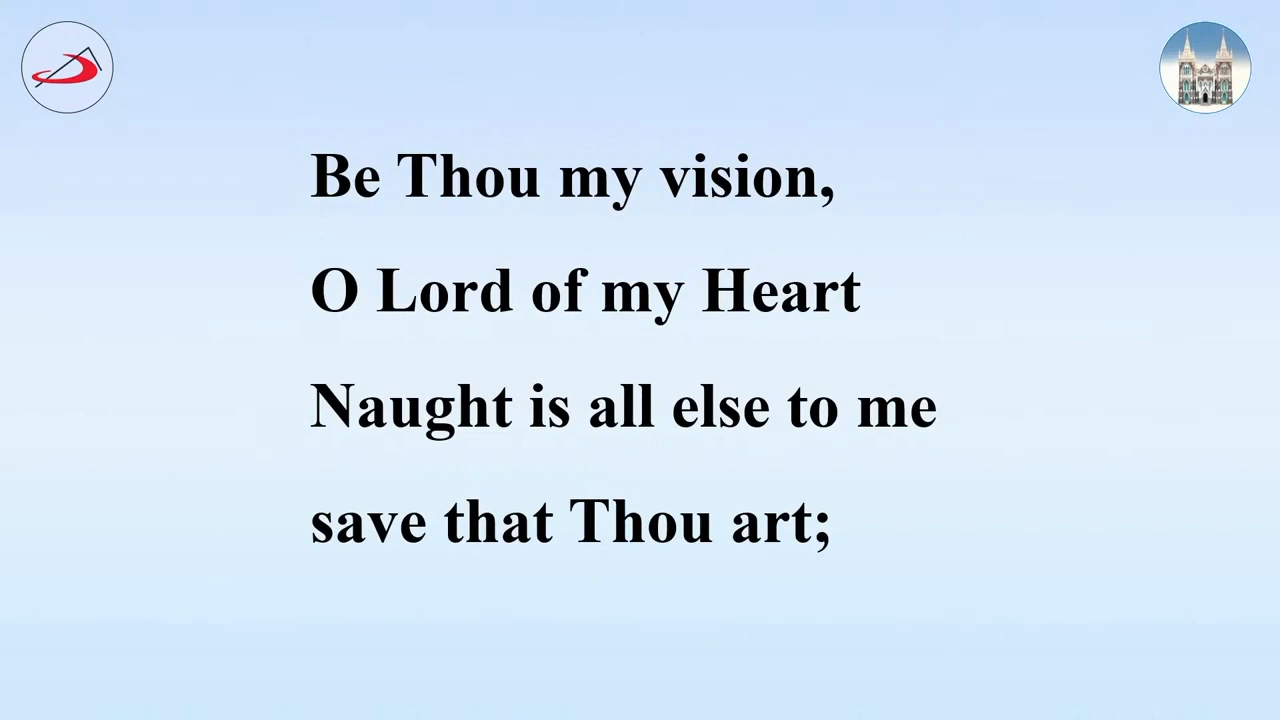 Be Thou my vision,
O Lord of my Heart
Naught is all else to me
save that Thou art;